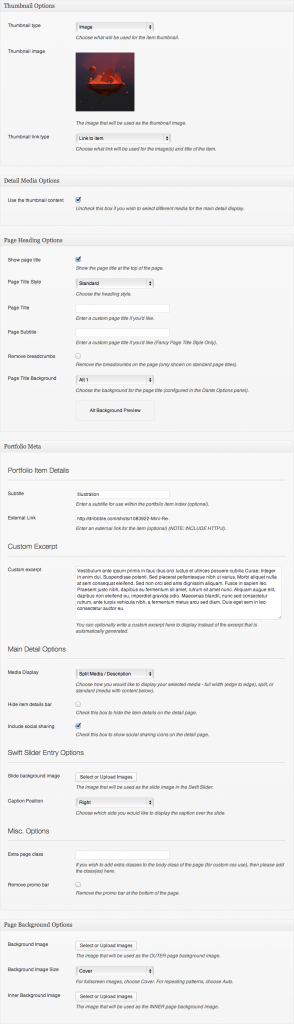 Thumbnail Options
Thumbnail type
Image
Choose what will be used for the item thumbnail.
Thumbnail image
The image that will be used as the thumbnail image.
Thumbnail link type
Link to item
Choose what link will be used for the image(s) and title of the item.
Detail Media Options
Use the thumbnail content
Uncheck this box if you wish to select different media for the main detail display.
Page Heading Options
Show page title
Show the page title at the top of the page.
Page Title Style
Standard
Choose the heading style.
Page Title
Enter a custom page title if you'd like.
Page Subtitle
Enter a custom page title if you'd like (Fancy Page Title Style Only).
Remove breadcrumbs
Remove the breadcrumbs on the page (only shown on standard page titles).
Page Title Background
Alt 1
Choose the background for the page title (configured in the Dante Options panel).
Alt Background Preview
Portfolio Meta
Portfolio Item Details
Subtitle
Illustration
Enter a subtitle for use within the portfolio index (optional).
External Link
http://dribbble.com/shots/1083922-Mini-Re
Enter an external link for the item (optional) (NOTE: INCLUDE HTTP://).
Custom Excerpt
Custom excerpt
Vestibulum ante ipsum primis in fauc ibus orci luctus et ultrices posuere cubilia Curae; Integer
in enim dui. Suspendisse potenti. Sed placerat pellentesque nibh ut varius. Morbi aliquet nulla
at sem consequat eleifend. Sed non orci sed ante dignissim aliquam. Fusce in sapien leo.
Praesent justo nibh, dapibus eu fermentum sit amet, rutrum sit amet nunc. Aliquam augue elit,
dapibus non eleifend eu, imperdiet gravida odio. Maecenas blandit, nunc sed consectetur
rutrum, ante turpis vehicula nibh, a fermentum metus arcu sed diam. Duis eget sem in leo
consectetur auctor eu.
You can optionally write a custom excerpt here to display instead of the excerpt that is
automatically generated.
Main Detail Options
Media Display
Split Media / Description
Choose how you would like to display your selected media - full width (edge to edge), split, or
standard (media with content below).
Hide item details bar
Check this box to hide the item details on the detail page.
Include social sharing
Check this box to show social sharing icons on the detail page.
Swift Slider Entry Options
Slide background image
Select or Upload Images
The image that will be used as the slide image in the Swift Slider.
Caption Position
Right
Choose which side you would like to display the caption over the slide.
Misc. Options
Extra page class
If you wish to add extra classes to the body class of the page (for custom css use), then please add
the class(es) here.
Remove promo bar
Remove the promo bar at the bottom of the page.
Page Background Options
Background Image
Select or Upload Images
The image that will be used as the OUTER page background image.
Background Image Size
Cover
For fullscreen images, choose Cover. For repeating patterns, choose Auto.
Inner Background Image
Select or Upload Images
The image that will be used as the INNER page background image.